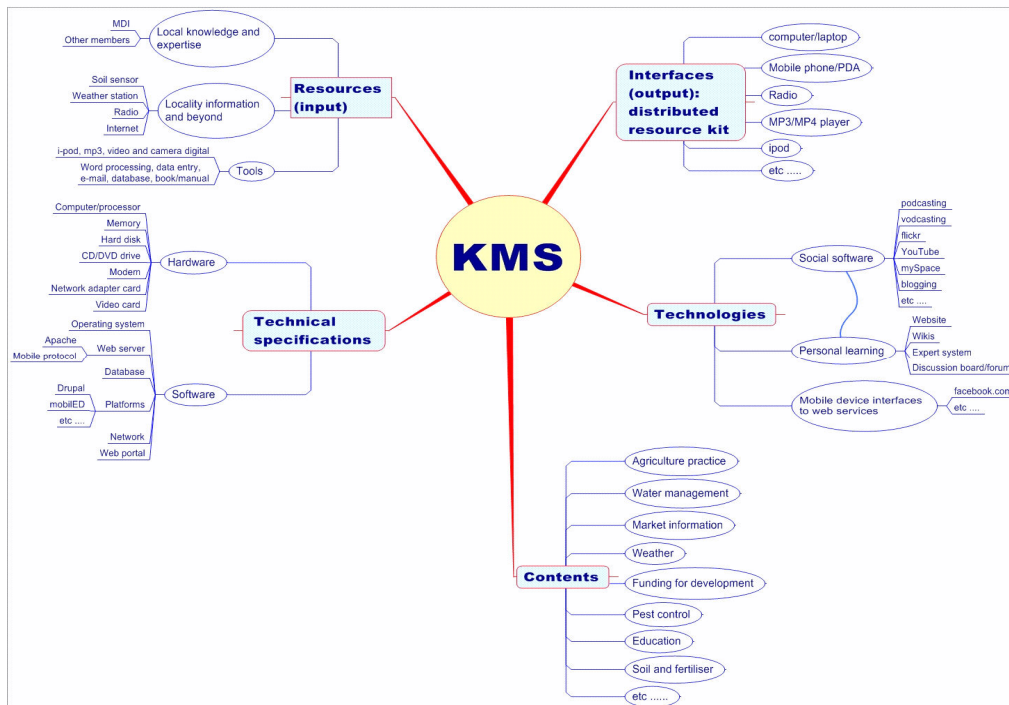 KMS
Resources
(input)
Local knowledge and
expertise
MDI
Other members
Locality information
and beyond
Soil sensor
Weather station
Radio
Internet
Tools
i-pod, mp3, video and camera digital
Word processing, data entry,
e-mail, database, book/manual
Technical
specifications
Hardware
Computer/processor
Memory
Hard disk
CD/DVD drive
Modem
Network adapter card
Video card
Software
Operating system
Web server
Apache
Mobile protocol
Database
Platforms
Drupal
mobilED
etc ....
Network
Web portal
Interfaces
(output):
distributed
resource kit
computer/laptop
Mobile phone/PDA
Radio
MP3/MP4 player
ipod
etc .....
Technologies
Social software
podcasting
vodcasting
flickr
YouTube
mySpace
blogging
etc ....
Personal learning
Website
Wikis
Expert system
Discussion board/forum
Mobile device interfaces
to web services
facebook.com
etc ....
Contents
Agriculture practice
Water management
Market information
Weather
Funding for development
Pest control
Education
Soil and fertiliser
etc ......